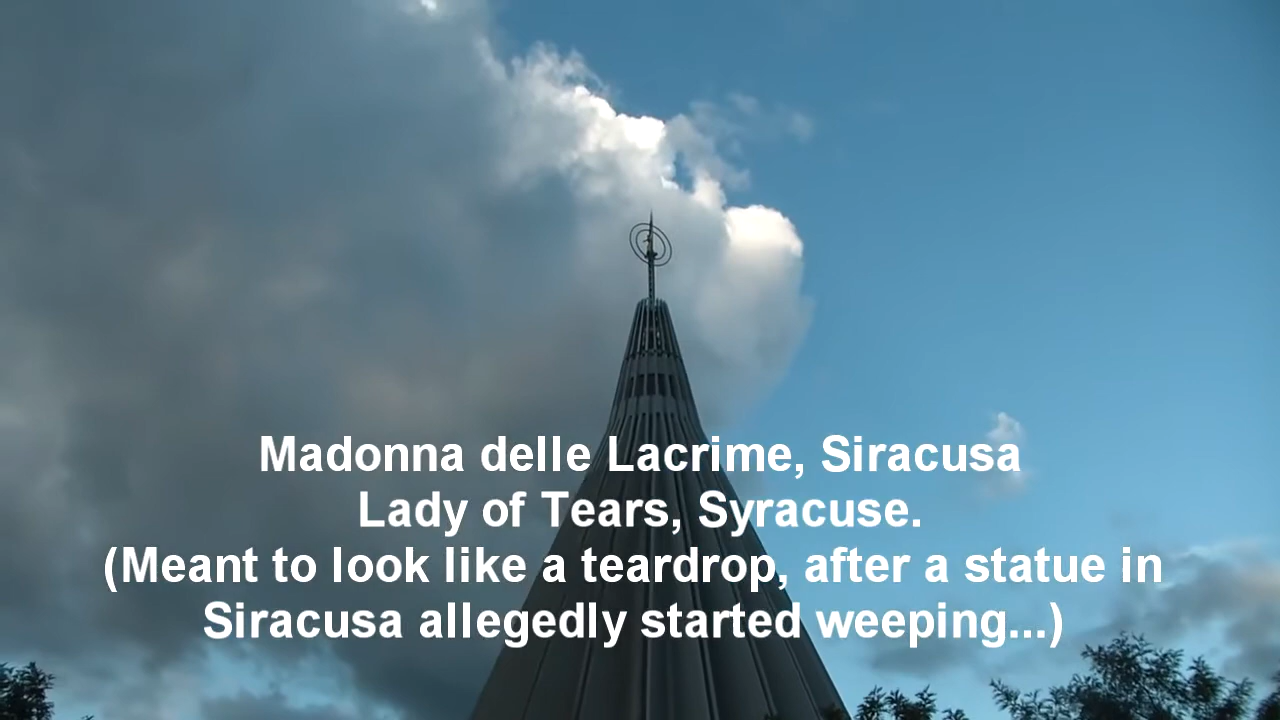 Madonna delle Lacrime, Siracusa
Lady of Tears, Syracuse.
(Meant to look like a teardrop, after a statue in
Siracusa allegedly started weeping...)